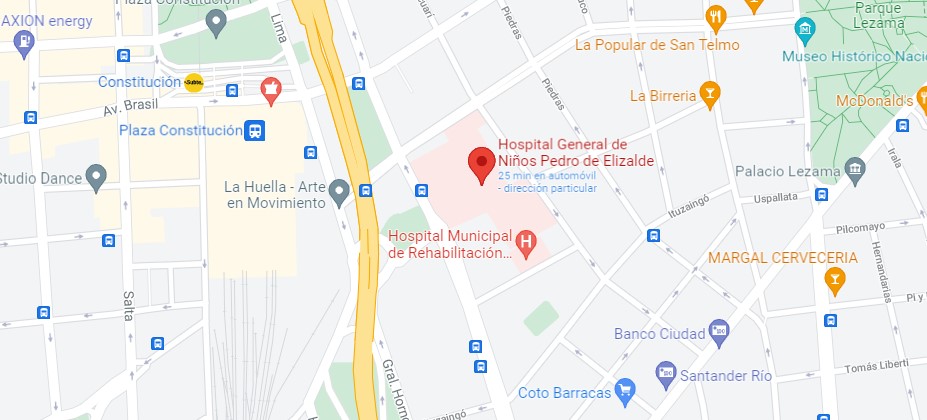 Plaza Constitución
AXION energy
Lima
Piedras
Parque
Lezama
La Popular de San Telmo
Museo Histórico Naci
Constitución
Subte
Av. Brasil
Piedras
La Birreria
McDonald's
Plaza Constitución
Hospital General de
Niños Pedro de Elizalde
25 min en automóvil
- dirección particular
Irala
Studio Dance
La Huella - Arte
en Movimiento
Palacio Lezama
Uspallata
Ituzaingó
Hospital Municipal
de Rehabilitación...
Pilcomayo
Hernandarias
MARGAL CERVECERIA
Salta
Pi y
Banco Ciudad
Gral. Horno
Santander Río
Tomás Liberti
Coto Barracas
Ituzaingó